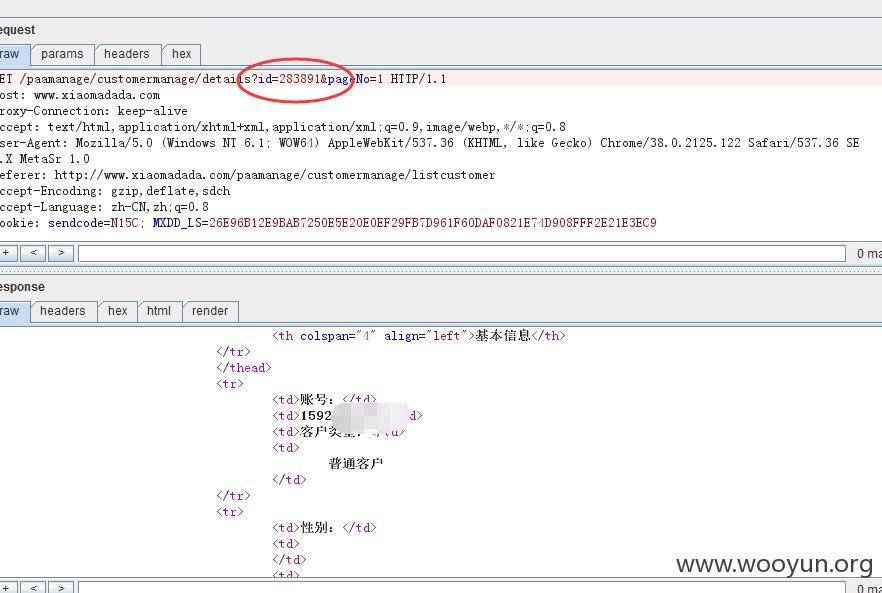 equest
raw params headers hex
ET /paamanage/customermanage/details?id=283891&pageNo=1 HTTP/1.1
ost: www.xiaomadada.com
roxy-Connection: keep-alive
ccept: text/html,application/xhtml+xml,application/xml;q=0.9,image/webp,*/*;q=0.8
ser-Agent: Mozilla/5.0 (Windows NT 6.1; WOW64) AppleWebKit/537.36 (KHTML, like Gecko) Chrome/38.0.2125.122 Safari/537.36 SE
.X MetaSr 1.0
eferer: http://www.xiaomadada.com/paamanage/customermanage/listcustomer
ccept-Encoding: gzip,deflate,sdch
ccept-Language: zh-CN,zh;q=0.8
ookie: sendcode=N15C; MXDD_LS=26E96B12E9BAB7250E5E20E0EF29FB7D961F60DAF0821E74D908FFF2E21E3EC9
+ < > 0 ma
esponse
raw headers hex html render
<th colspan="4" align="left">基本信息</th>
</tr>
</thead>
<tr>
<td>账号：</td>
<td>1592 d>
<td>客户类型：</td>
<td>
普通客户
</td>
</tr>
<tr>
<td>性别：</td>
<td>
</td>
<td>
www.wooyun.org
+ < > 0 ma